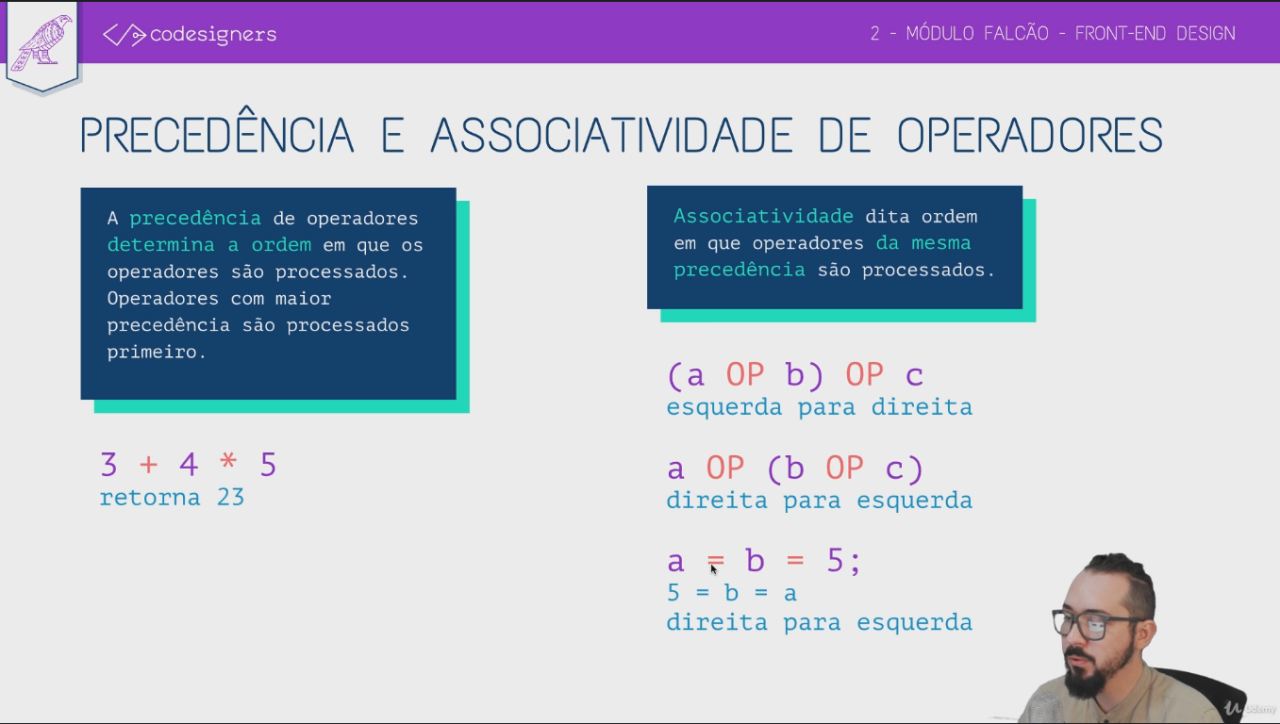 codesigners
2 - MÓDULO FALCÃO - FRONT-END DESIGN
PRECEDÊNCIA E ASSOCIATIVIDADE DE OPERADORES
A precedência de operadores
determina a ordem em que os
operadores são processados.
Operadores com maior
precedência são processados
primeiro.
3 + 4 * 5
retorna 23
Associatividade dita ordem
em que operadores da mesma
precedência são processados.
(a OP b) OP c
esquerda para direita
a OP (b OP c)
direita para esquerda
a = b = 5;
5 = b = a
direita para esquerda
Udemy